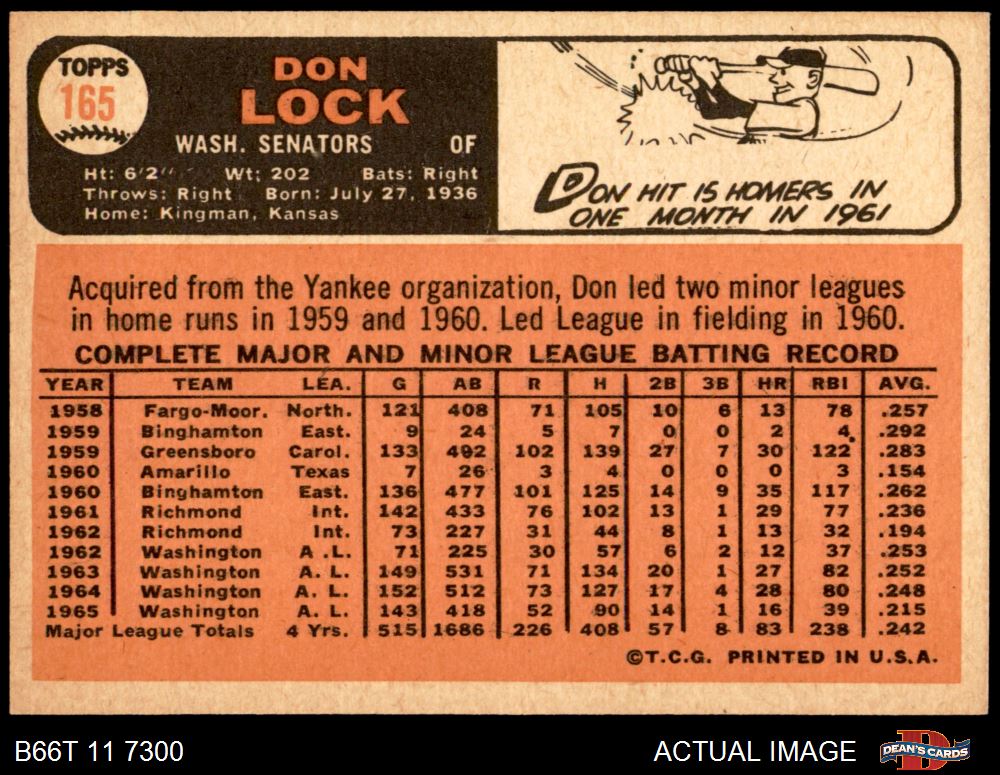 TOPPS
165
DON
LOCK
WASH. SENATORS OF
Ht: 6'2" Wt: 202 Bats: Right
Throws: Right Born: July 27, 1936
Home: Kingman, Kansas
DON HIT 15 HOMERS IN
ONE MONTH IN 1961
Acquired from the Yankee organization, Don led two minor leagues
in home runs in 1959 and 1960. Led League in fielding in 1960.
COMPLETE MAJOR AND MINOR LEAGUE BATTING RECORD
YEAR TEAM LEA. G AB R H 2B 3B HR RBI AVG.
1958 Fargo-Moor. North. 121 408 71 105 10 6 13 78 .257
1959 Binghamton East. 9 24 5 7 0 0 2 4 .292
1959 Greensboro Carol. 133 492 102 139 27 7 30 122 .283
1960 Amarillo Texas 7 26 3 4 0 0 0 3 .154
1960 Binghamton East. 136 477 101 125 14 9 35 117 .262
1961 Richmond Int. 142 433 76 102 13 1 29 77 .236
1962 Richmond Int. 73 227 31 44 8 1 13 32 .194
1962 Washington A.L. 71 225 30 57 6 2 12 37 .253
1963 Washington A. L. 149 531 71 134 20 1 27 82 .252
1964 Washington A. L. 152 512 73 127 17 4 28 80 .248
1965 Washington A. L. 143 418 52 90 14 1 16 39 .215
Major League Totals 4 Yrs. 515 1686 226 408 57 8 83 238 .242
©T.C.G. PRINTED IN U.S.A.
B66T 11 7300 ACTUAL IMAGE DEAN'S CARDS